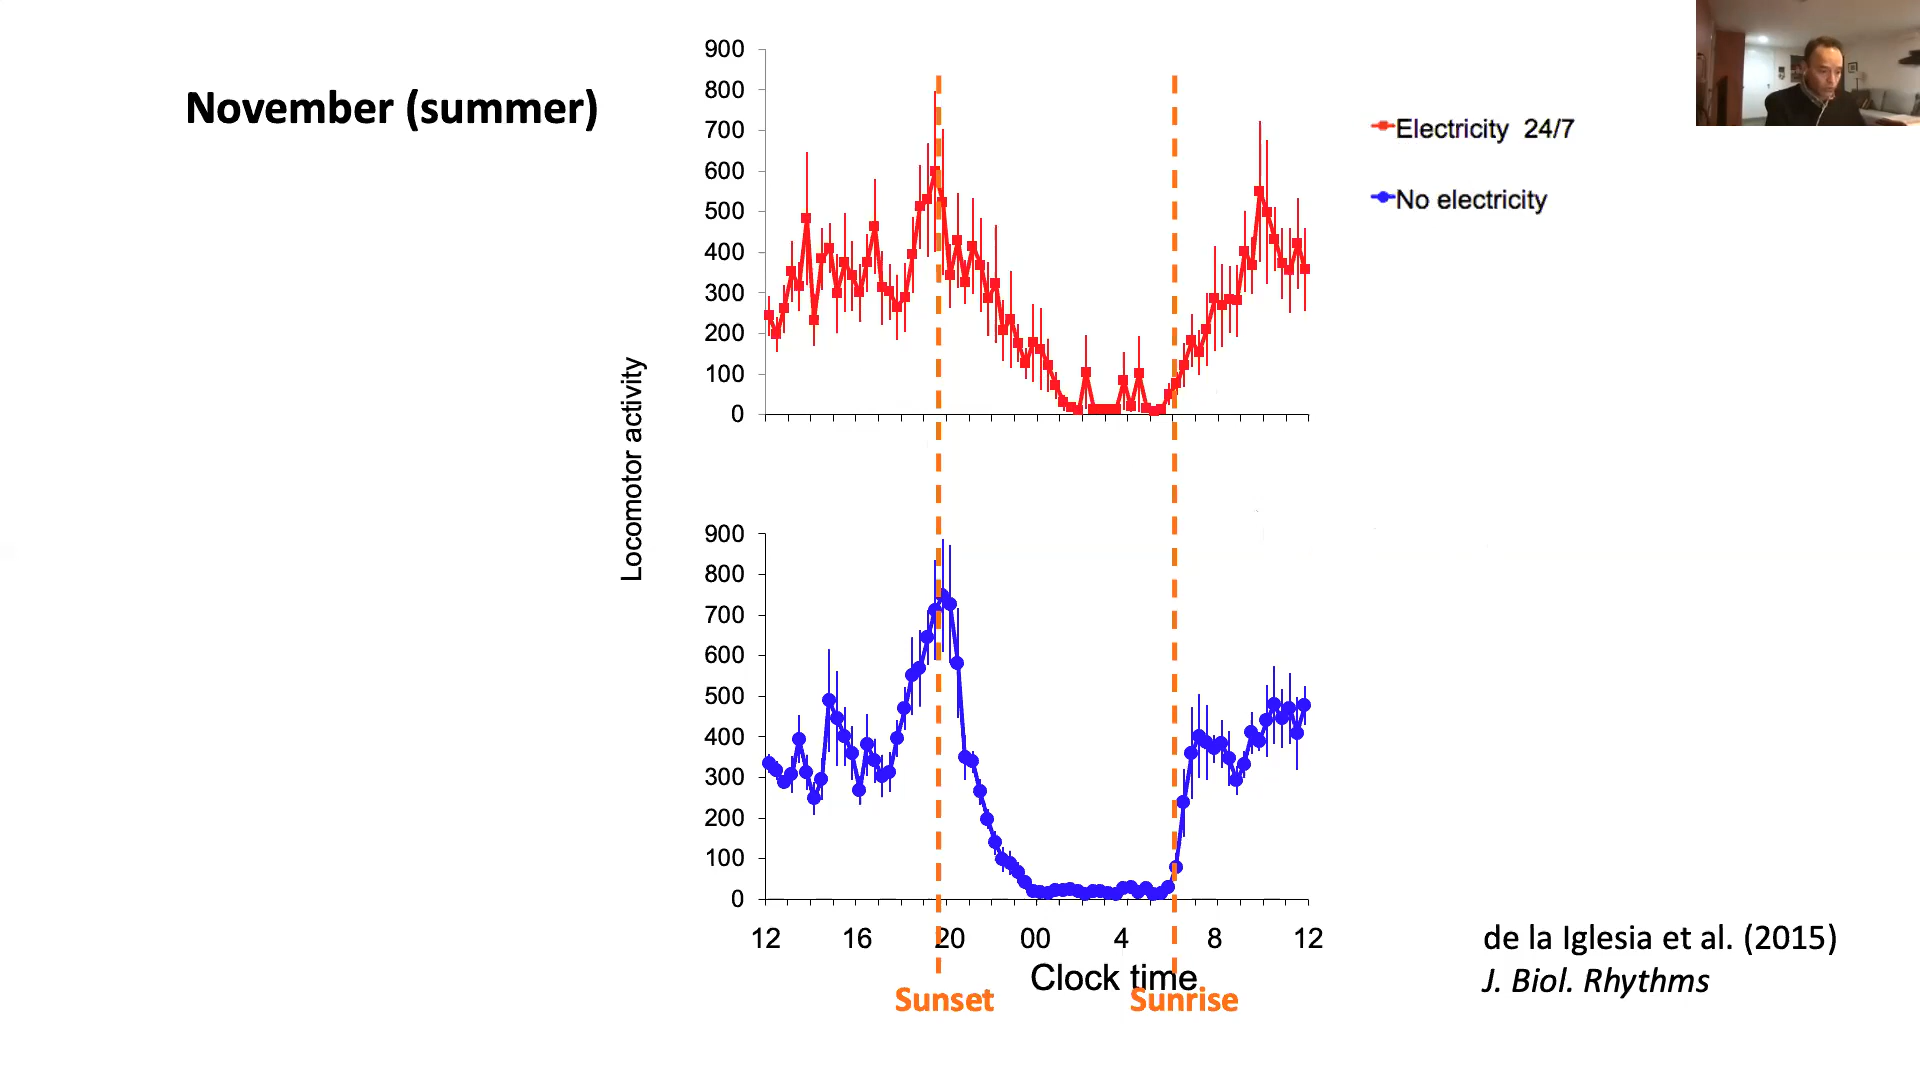 November (summer)
Electricity 24/7
No electricity
Locomotor activity
900
800
700
600
500
400
300
200
100
0
900
800
700
600
500
400
300
200
100
0
12 16 20 00 4 8 12
Clock time
Sunset
Sunrise
de la Iglesia et al. (2015)
J. Biol. Rhythms